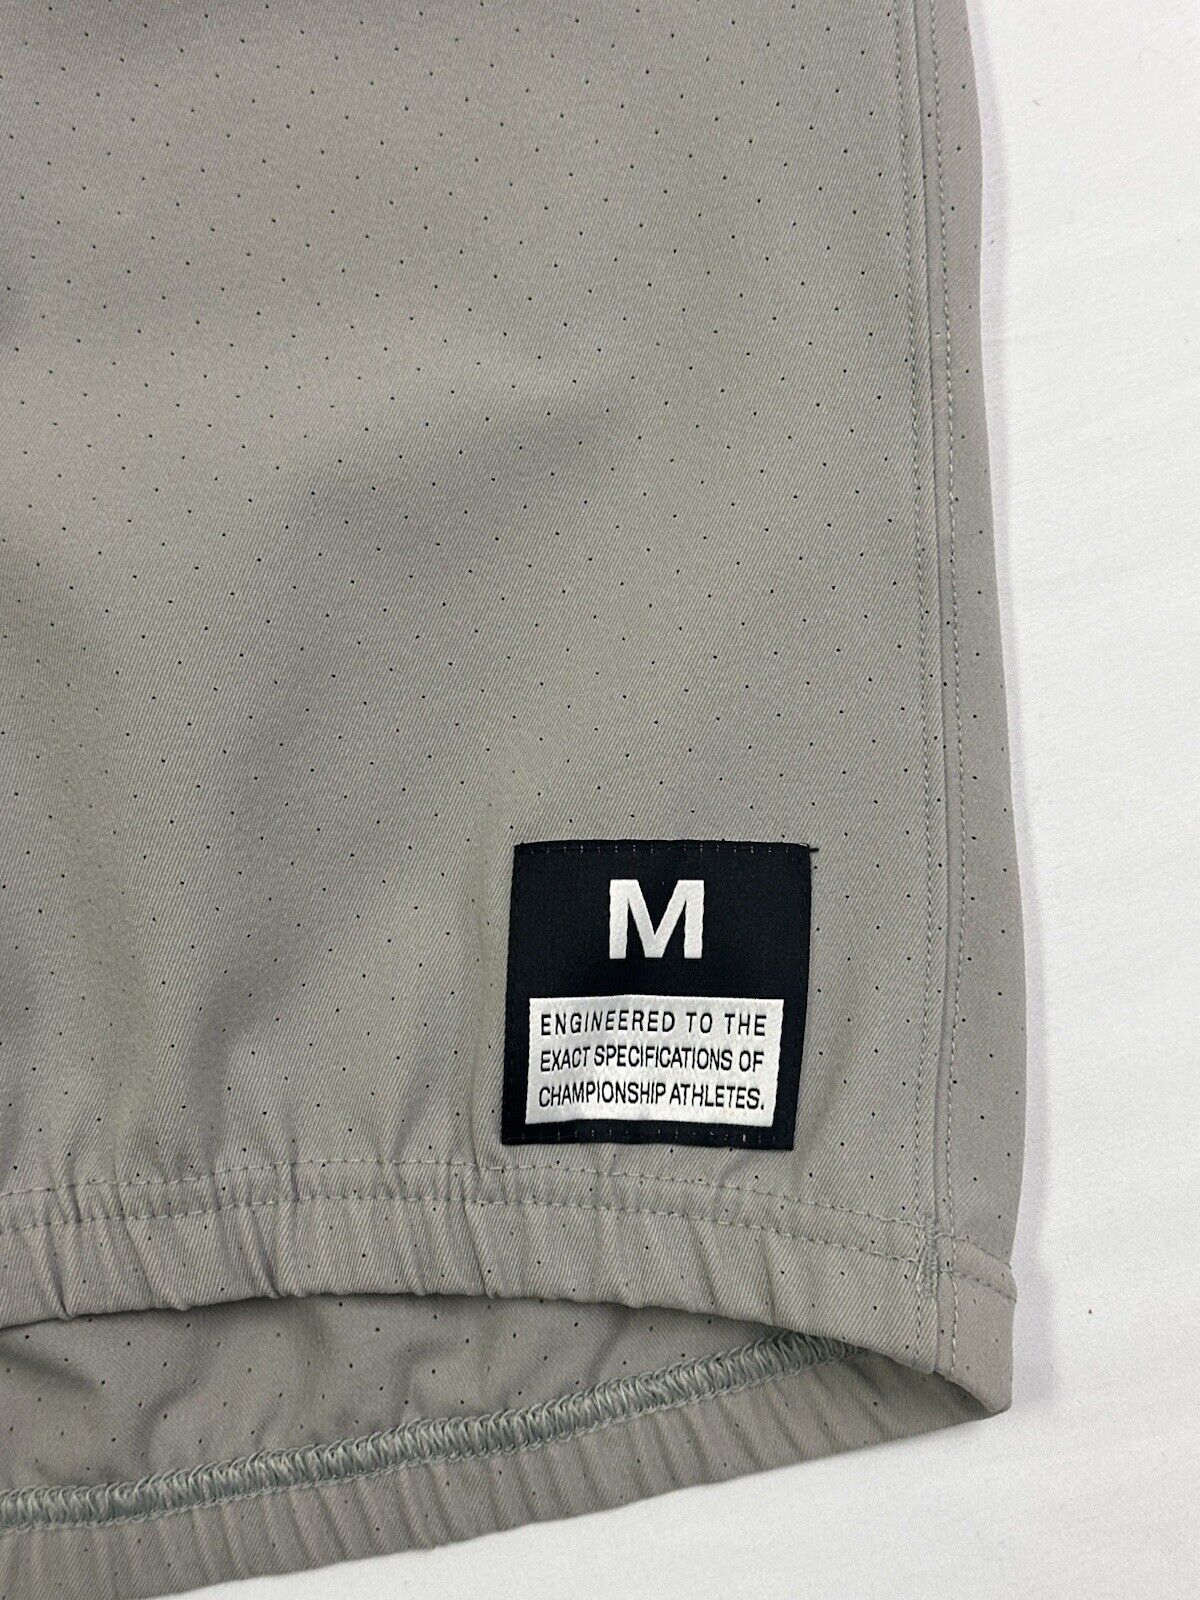 M
ENGINEERED TO THE
EXACT SPECIFICATIONS OF
CHAMPIONSHIP ATHLETES.